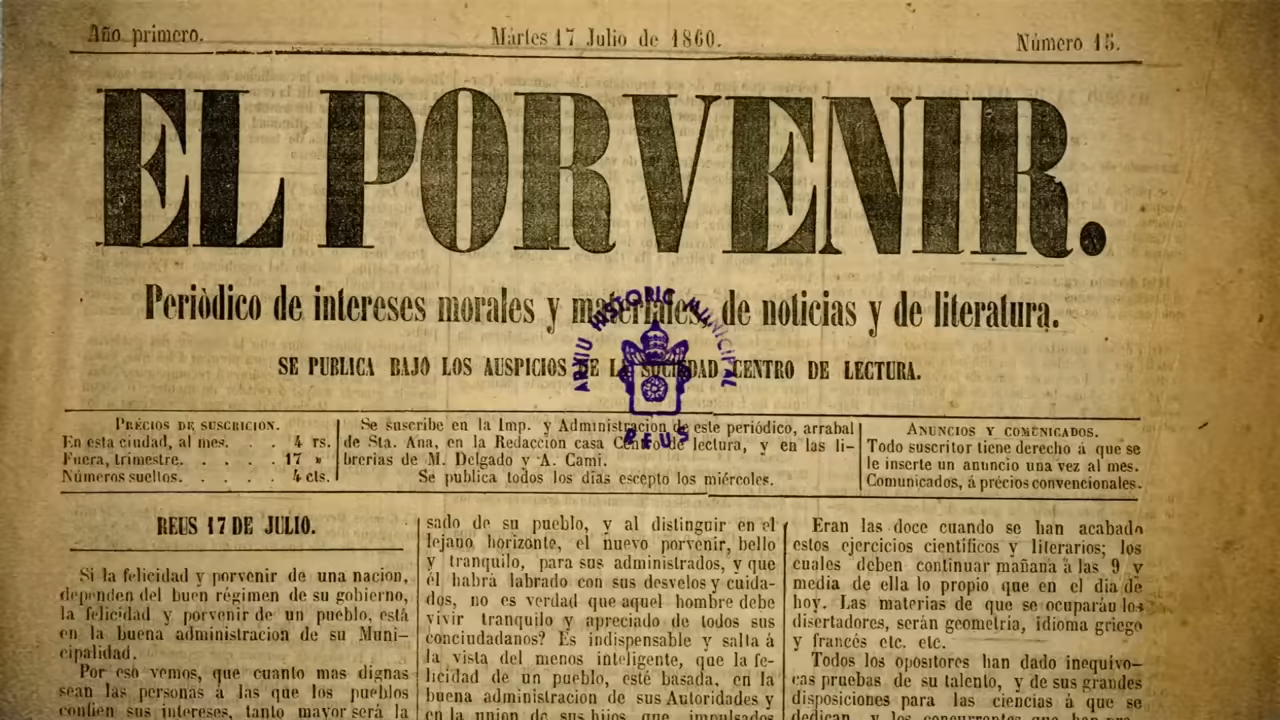 Año primero.
Mártes 17 Julio de 1860.
Número 15.
EL PORVENIR.
Periòdico de intereses morales y materiales, de noticias y de literatura.
SE PUBLICA BAJO LOS AUSPICIOS DE LA SOCIEDAD CENTRO DE LECTURA.
ARXIU HISTORIC MUNICIPAL
REUS
PRÉCIOS DE SUSCRICION.
En esta ciudad, al mes. . . 4 rs.
Fuera, trimestre. . . . . 17 »
Números sueltos. . . . . 4 cts.
Se suscribe en la Imp. y Administracion de este periódico, arrabal
de Sta. Ana, en la Redaccion casa Centro de lectura, y en las li-
brerias de M. Delgado y A. Cami.
Se publica todos los dias escepto los miércoles.
ANUNCIOS Y COMUNICADOS.
Todo suscritor tiene derecho á que se
le inserte un anuncio una vez al mes.
Comunicados, á précios convencionales.
REUS 17 DE JULIO.
Si la felicidad y porvenir de una nacion,
dependen del buen régimen de su gobierno,
la felicidad y porvenir de un pueblo, está
en la buena administracion de su Muni-
cipalidad.
Por eso vemos, que cuanto mas dignas
sean las personas á las que los pueblos
confien sus intereses, tanto mayor será la
sado de su pueblo, y al distinguir en el
lejano horizonte, el nuevo porvenir, bello
y tranquilo, para sus administrados, y que
él habrá labrado con sus desvelos y cuida-
dos, no es verdad que aquel hombre debe
vivir tranquilo y apreciado de todos sus
conciudadanos? Es indispensable y salta á
la vista del menos inteligente, que la fe-
licidad de un pueblo, esté basada, en la
buena administracion de sus Autoridades y
en la union de sus hijos que impulsados
Eran las doce cuando se han acabado
estos ejercicios científicos y literarios; los
cuales deben continuar mañana á las 9 y
media de ella lo propio que en el dia de
hoy. Las materias de que se ocuparán los
disertadores, serán geometría, idioma griego
y francés etc. etc.
Todos los opositores han dado inequívo-
cas pruebas de su talento, y de sus grandes
disposiciones para las ciencias á que se
dedican, y los concurrentes que han